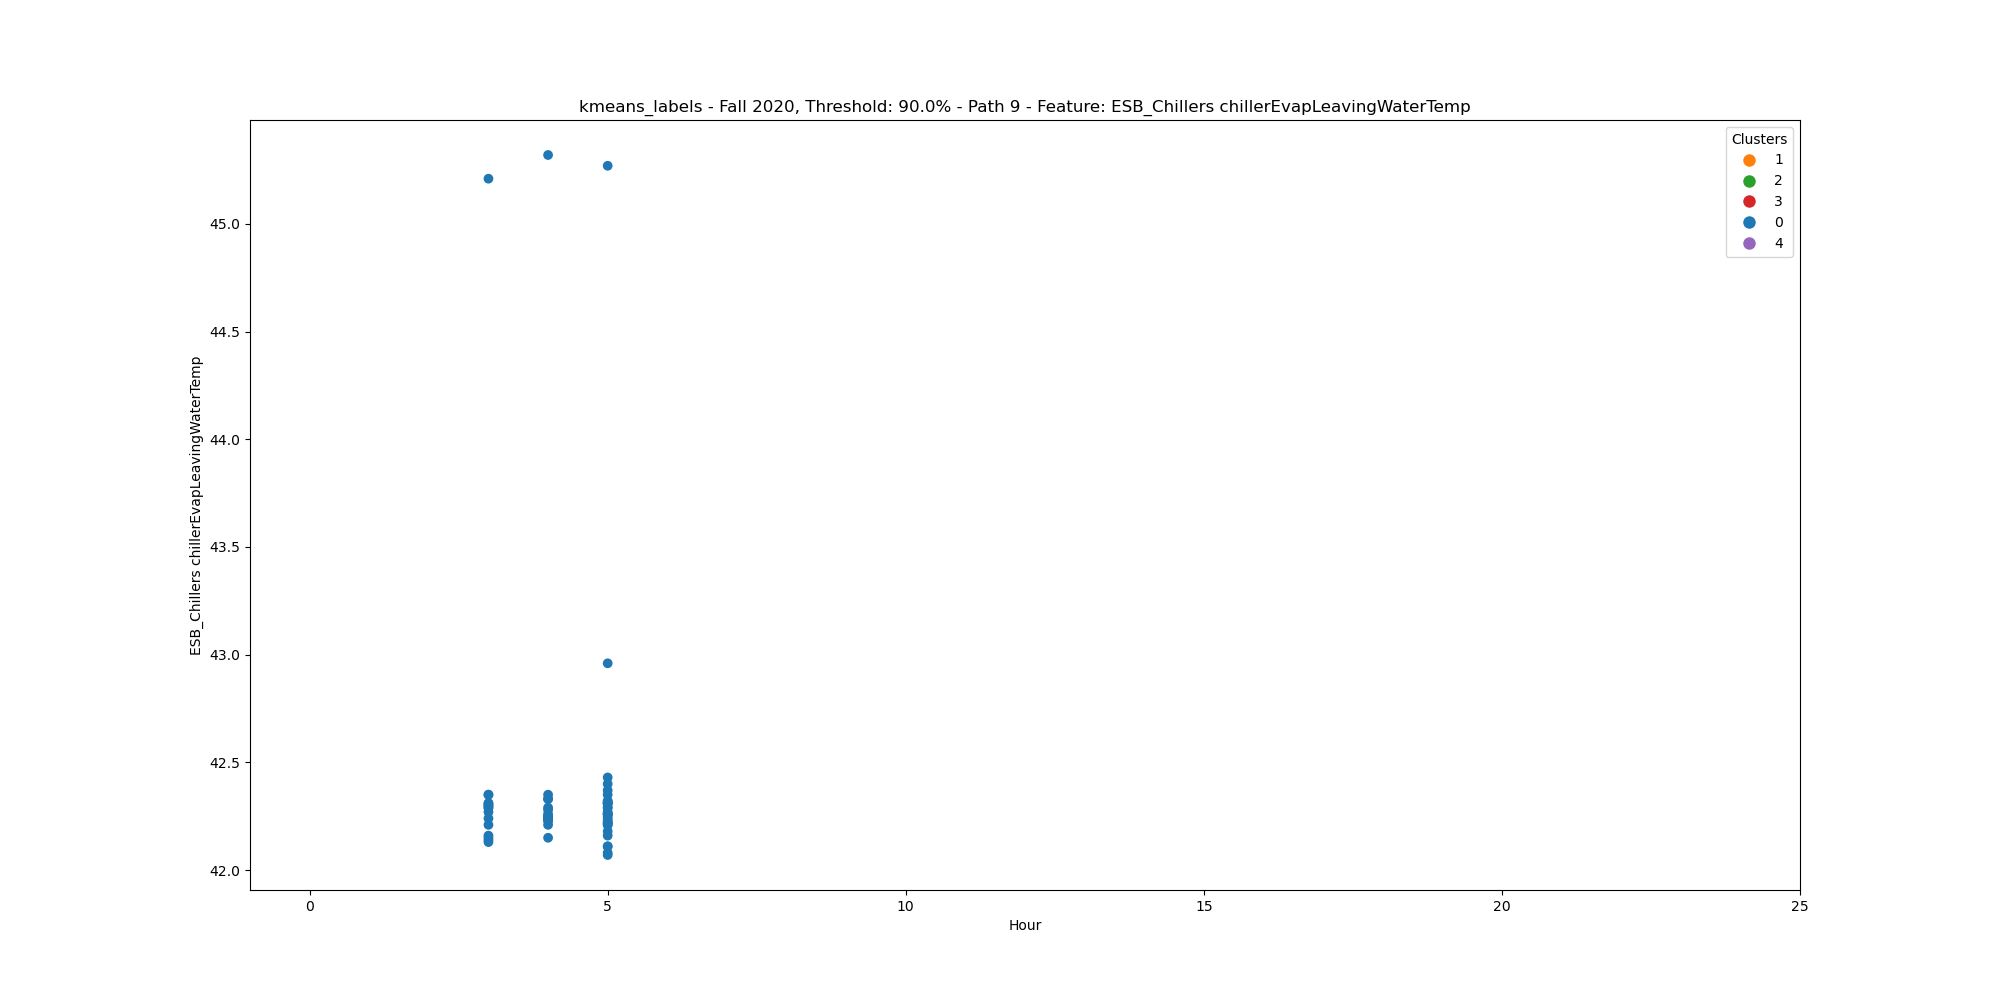 kmeans_labels - Fall 2020, Threshold: 90.0% - Path 9 - Feature: ESB_Chillers chillerEvapLeavingWaterTemp
Clusters
1
2
3
0
4
45.0
44.5
44.0
43.5
43.0
42.5
42.0
ESB_Chillers chillerEvapLeavingWaterTemp
0 5 10 15 20 25
Hour